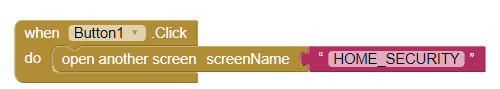 when Button1 .Click
do open another screen screenName “ HOME_SECURITY ”